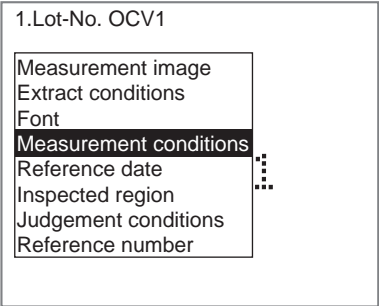 1.Lot-No. OCV1
Measurement image
Extract conditions
Font
Measurement conditions
Reference date
Inspected region
Judgement conditions
Reference number
1